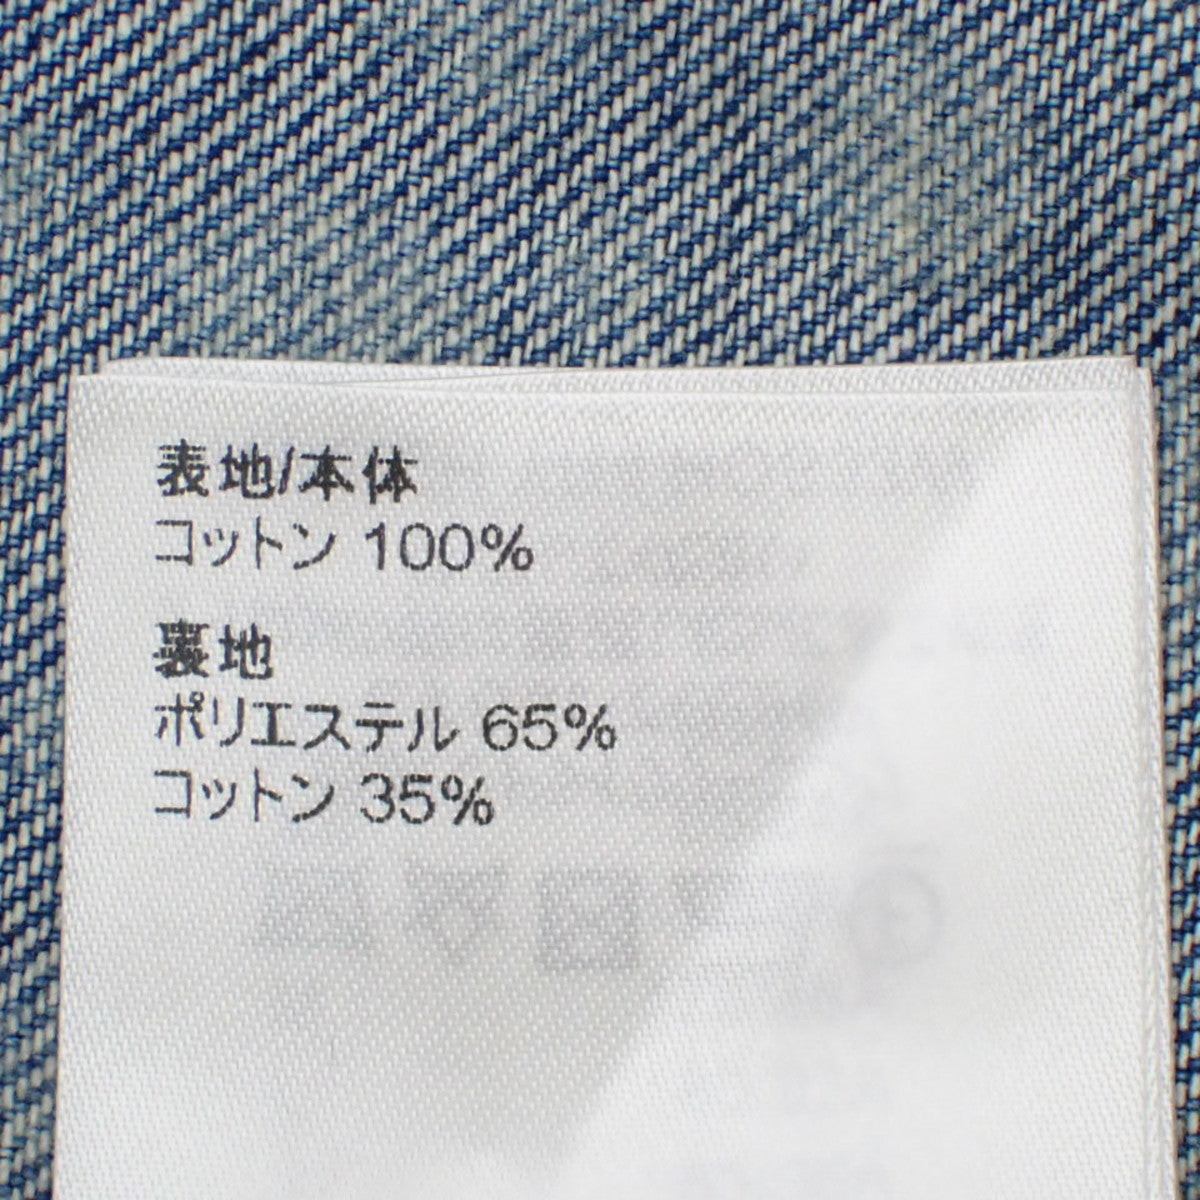 表地/本体
コットン 100%
裏地
ポリエステル 65%
コットン 35%